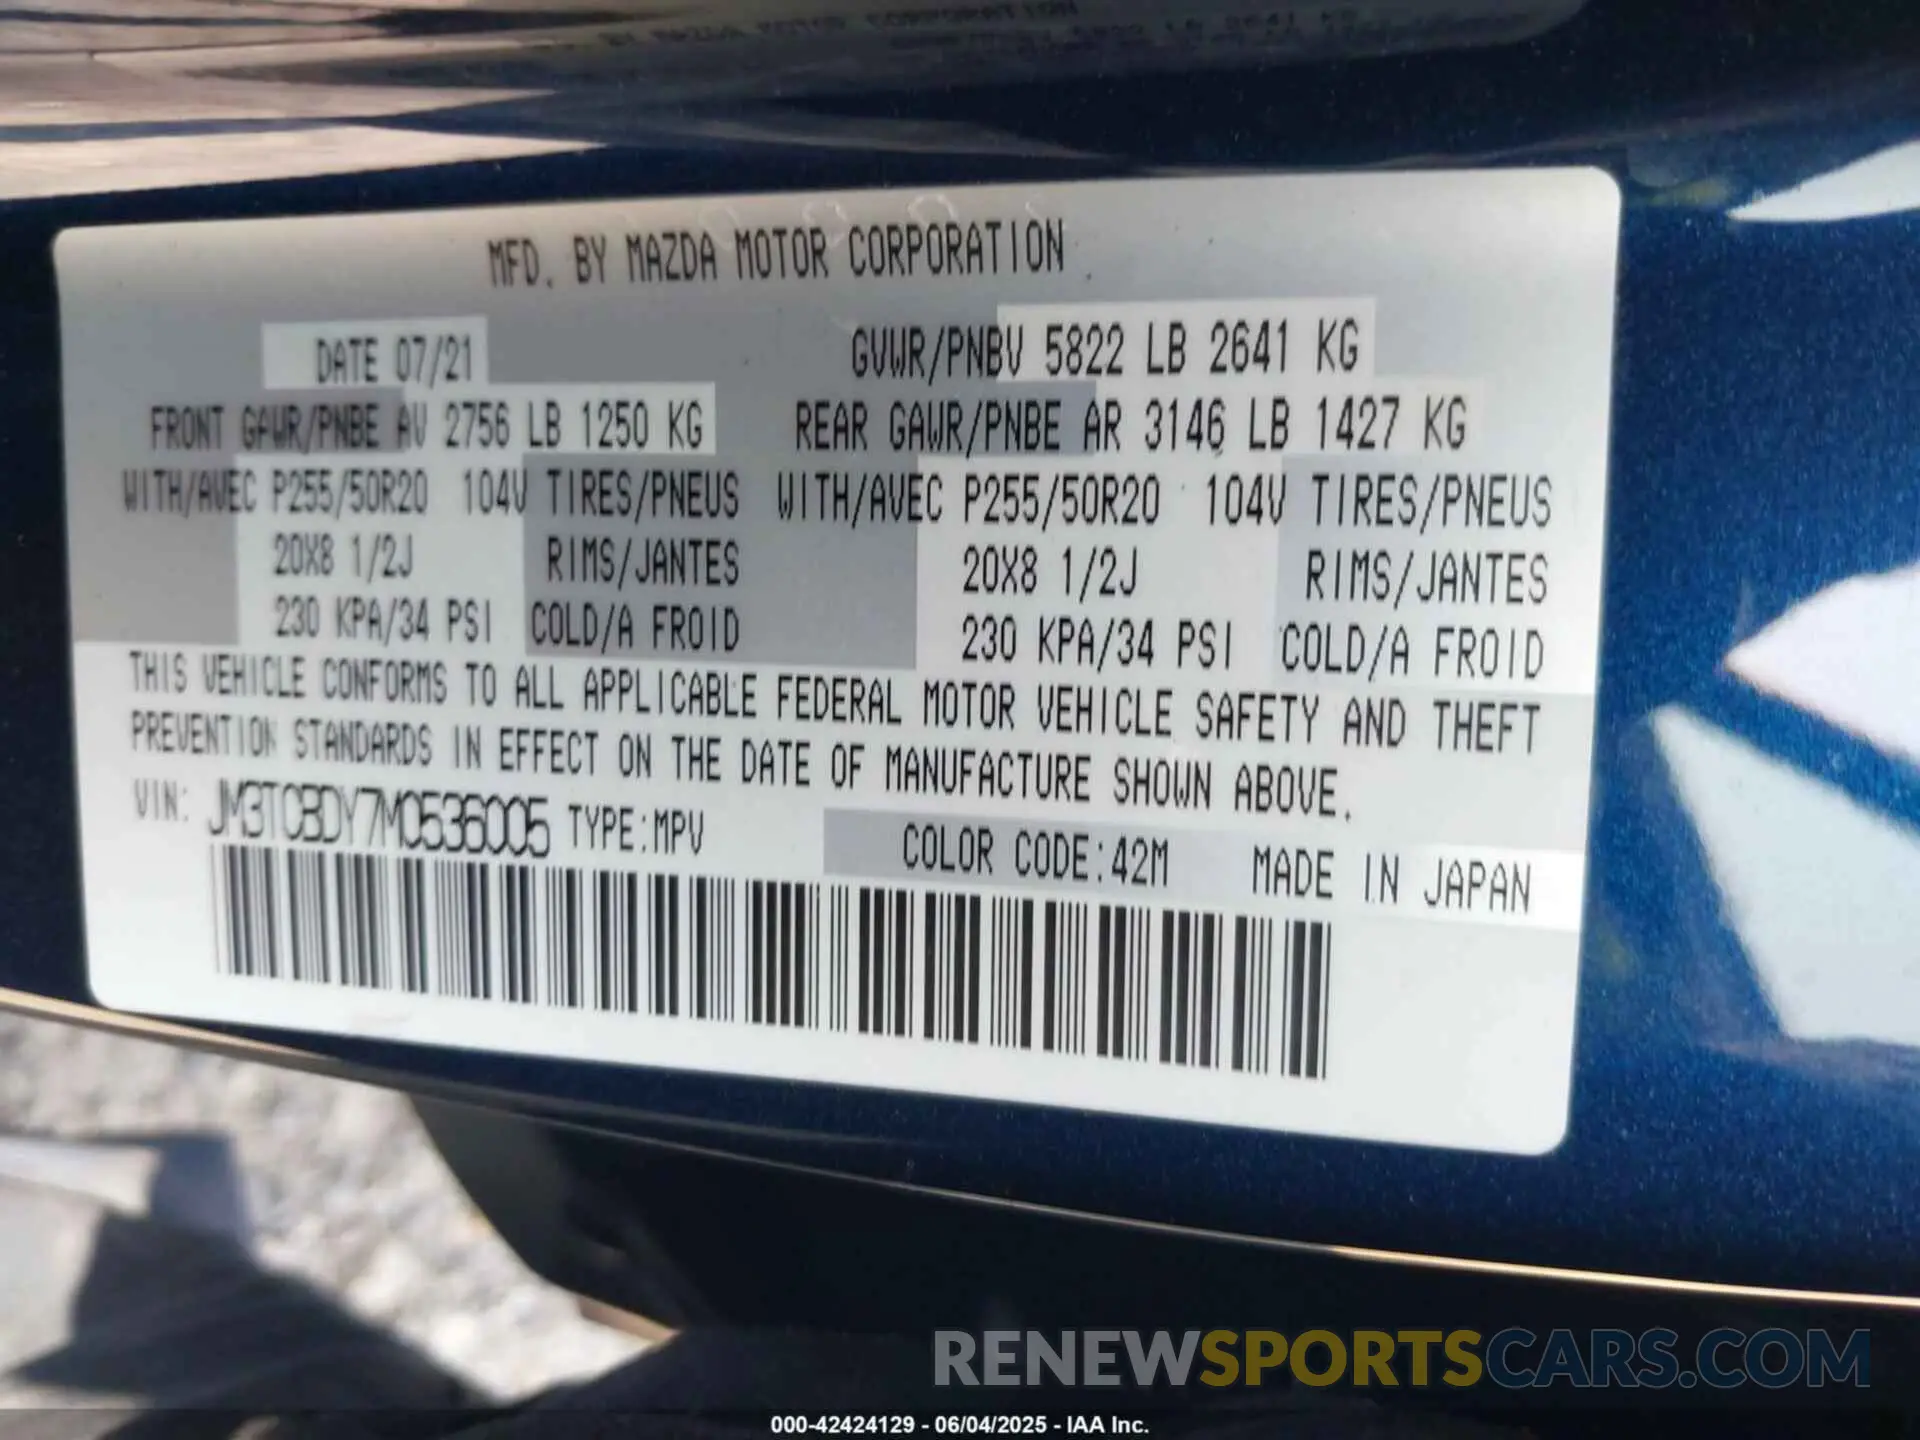 MFD. BY MAZDA MOTOR CORPORATION
DATE 07/21 GVWR/PNBV 5822 LB 2641 KG
FRONT GAWR/PNBE AV 2756 LB 1250 KG REAR GAWR/PNBE AR 3146 LB 1427 KG
WITH/AVEC P255/50R20 104V TIRES/PNEUS WITH/AVEC P255/50R20 104V TIRES/PNEUS
20X8 1/2J RIMS/JANTES 20X8 1/2J RIMS/JANTES
230 KPA/34 PSI COLD/A FROID 230 KPA/34 PSI COLD/A FROID
THIS VEHICLE CONFORMS TO ALL APPLICABLE FEDERAL MOTOR VEHICLE SAFETY AND THEFT
PREVENTION STANDARDS IN EFFECT ON THE DATE OF MANUFACTURE SHOWN ABOVE.
VIN: JM3TCBDY7M0536005 TYPE:MPV COLOR CODE:42M MADE IN JAPAN
RENEWSPORTSCARS.COM
000-42424129 - 06/04/2025 - IAA Inc.